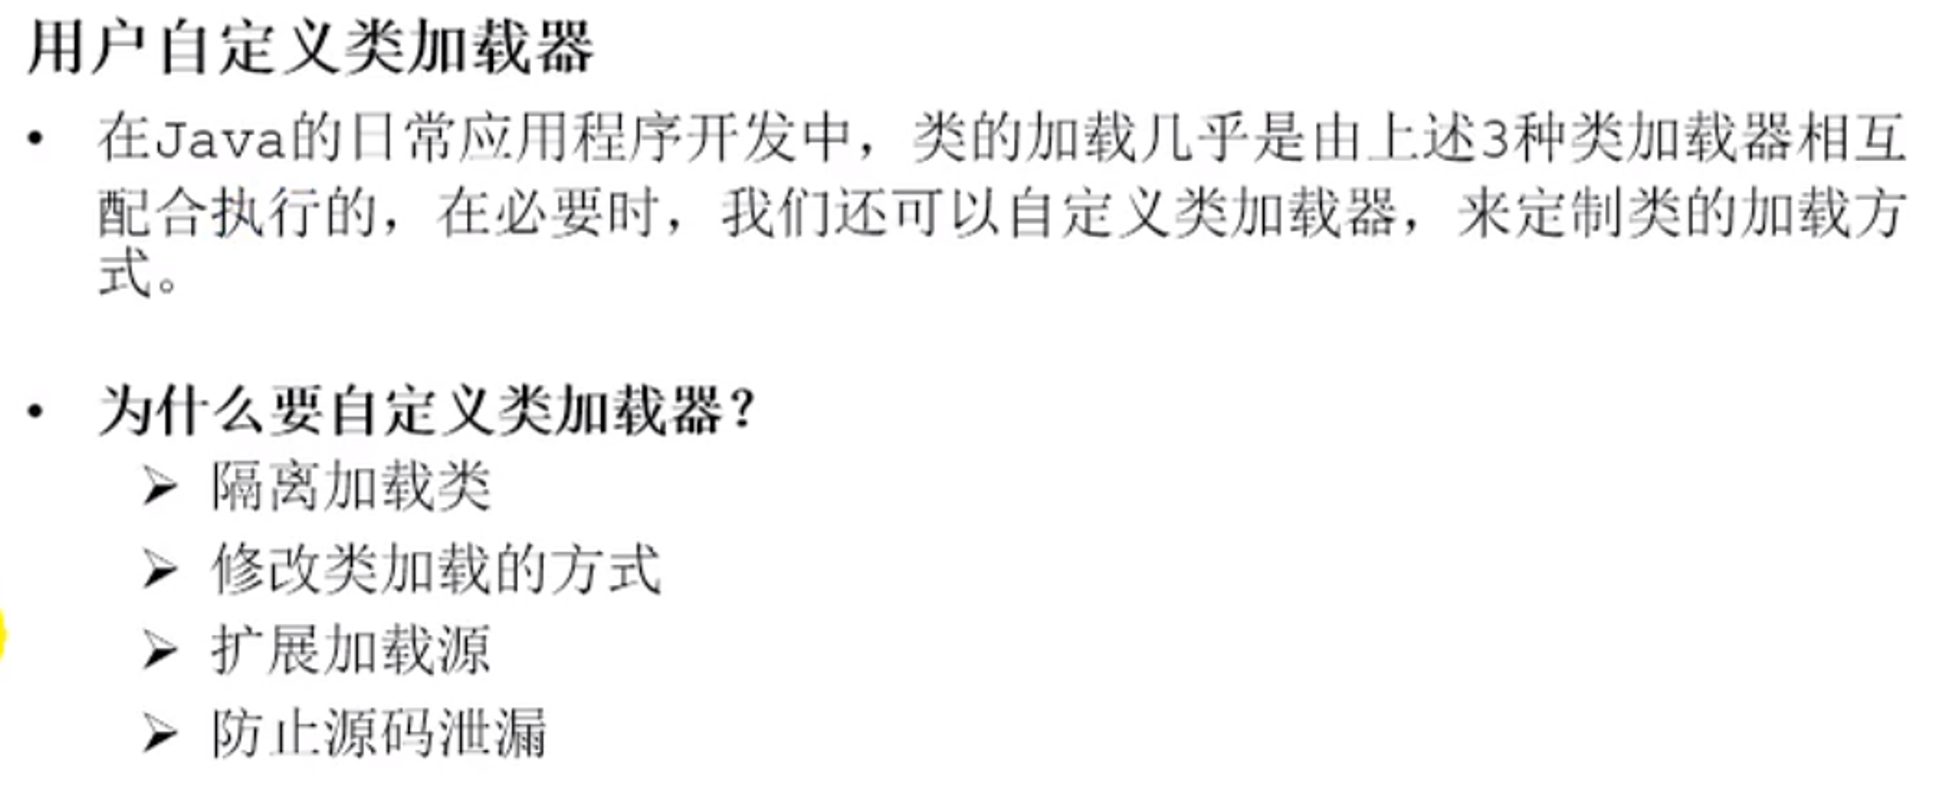 用户自定义类加载器
• 在Java的日常应用程序开发中，类的加载几乎是由上述3种类加载器相互
配合执行的，在必要时，我们还可以自定义类加载器，来定制类的加载方
式。
• 为什么要自定义类加载器？
➢ 隔离加载类
➢ 修改类加载的方式
➢ 扩展加载源
➢ 防止源码泄漏